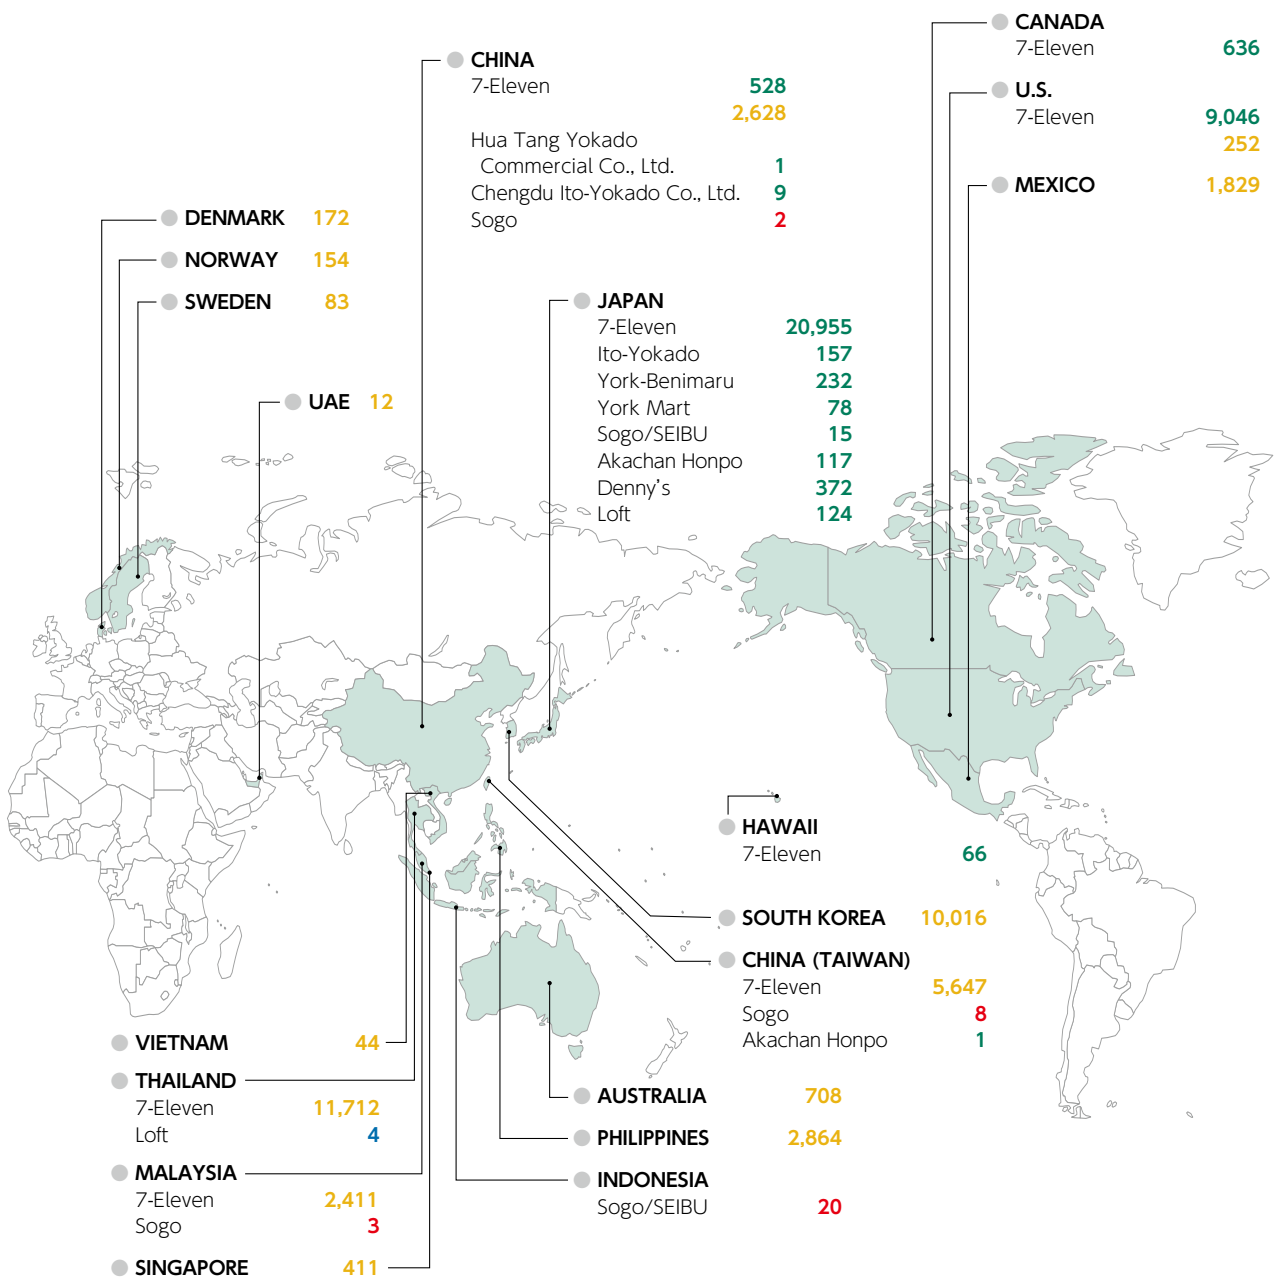 CANADA
7-Eleven 636
U.S.
7-Eleven 9,046
252
MEXICO 1,829
CHINA
7-Eleven 528
2,628
Hua Tang Yokado
Commercial Co., Ltd. 1
Chengdu Ito-Yokado Co., Ltd. 9
Sogo 2
DENMARK 172
NORWAY 154
SWEDEN 83
UAE 12
JAPAN
7-Eleven 20,955
Ito-Yokado 157
York-Benimaru 232
York Mart 78
Sogo/SEIBU 15
Akachan Honpo 117
Denny's 372
Loft 124
HAWAII
7-Eleven 66
SOUTH KOREA 10,016
CHINA (TAIWAN)
7-Eleven 5,647
Sogo 8
Akachan Honpo 1
VIETNAM 44
THAILAND
7-Eleven 11,712
Loft 4
MALAYSIA
7-Eleven 2,411
Sogo 3
SINGAPORE 411
AUSTRALIA 708
PHILIPPINES 2,864
INDONESIA
Sogo/SEIBU 20